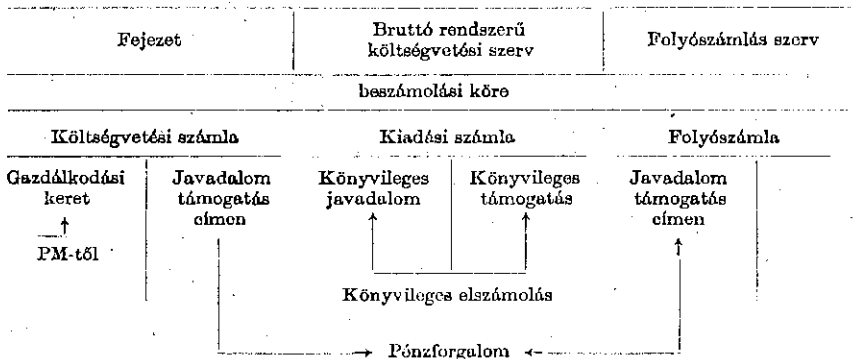 Fejezet
Bruttó rendszerű
költségvetési szerv
Folyószámlás szerv
beszámolási köre
Költségvetési számla
Kiadási számla
Folyószámla
Gazdálkodási
keret
Javadalom
támogatás
címen
Könyvileges
javadalom
Könyvileges
támogatás
Javadalom
támogatás
címen
PM-től
Könyvileges elszámolás
Pénzforgalom